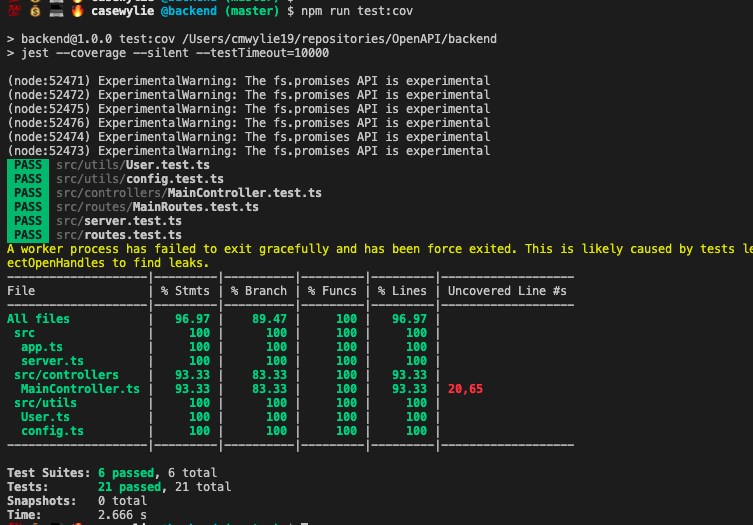 casewylie @backend (master) $
casewylie @backend (master) $ npm run test:cov
> backend@1.0.0 test:cov /Users/cmwylie19/repositories/OpenAPI/backend
> jest --coverage --silent --testTimeout=10000
(node:52471) ExperimentalWarning: The fs.promises API is experimental
(node:52472) ExperimentalWarning: The fs.promises API is experimental
(node:52475) ExperimentalWarning: The fs.promises API is experimental
(node:52476) ExperimentalWarning: The fs.promises API is experimental
(node:52474) ExperimentalWarning: The fs.promises API is experimental
(node:52473) ExperimentalWarning: The fs.promises API is experimental
PASS src/utils/User.test.ts
PASS src/utils/config.test.ts
PASS src/controllers/MainController.test.ts
PASS src/routes/MainRoutes.test.ts
PASS src/server.test.ts
PASS src/routes.test.ts
A worker process has failed to exit gracefully and has been force exited. This is likely caused by tests le
ectOpenHandles to find leaks.
File | % Stmts | % Branch | % Funcs | % Lines | Uncovered Line #s
All files | 96.97 | 89.47 | 100 | 96.97 |
src | 100 | 100 | 100 | 100 |
app.ts | 100 | 100 | 100 | 100 |
server.ts | 100 | 100 | 100 | 100 |
src/controllers | 93.33 | 83.33 | 100 | 93.33 |
MainController.ts | 93.33 | 83.33 | 100 | 93.33 | 20,65
src/utils | 100 | 100 | 100 | 100 |
User.ts | 100 | 100 | 100 | 100 |
config.ts | 100 | 100 | 100 | 100 |
Test Suites: 6 passed, 6 total
Tests: 21 passed, 21 total
Snapshots: 0 total
Time: 2.666 s